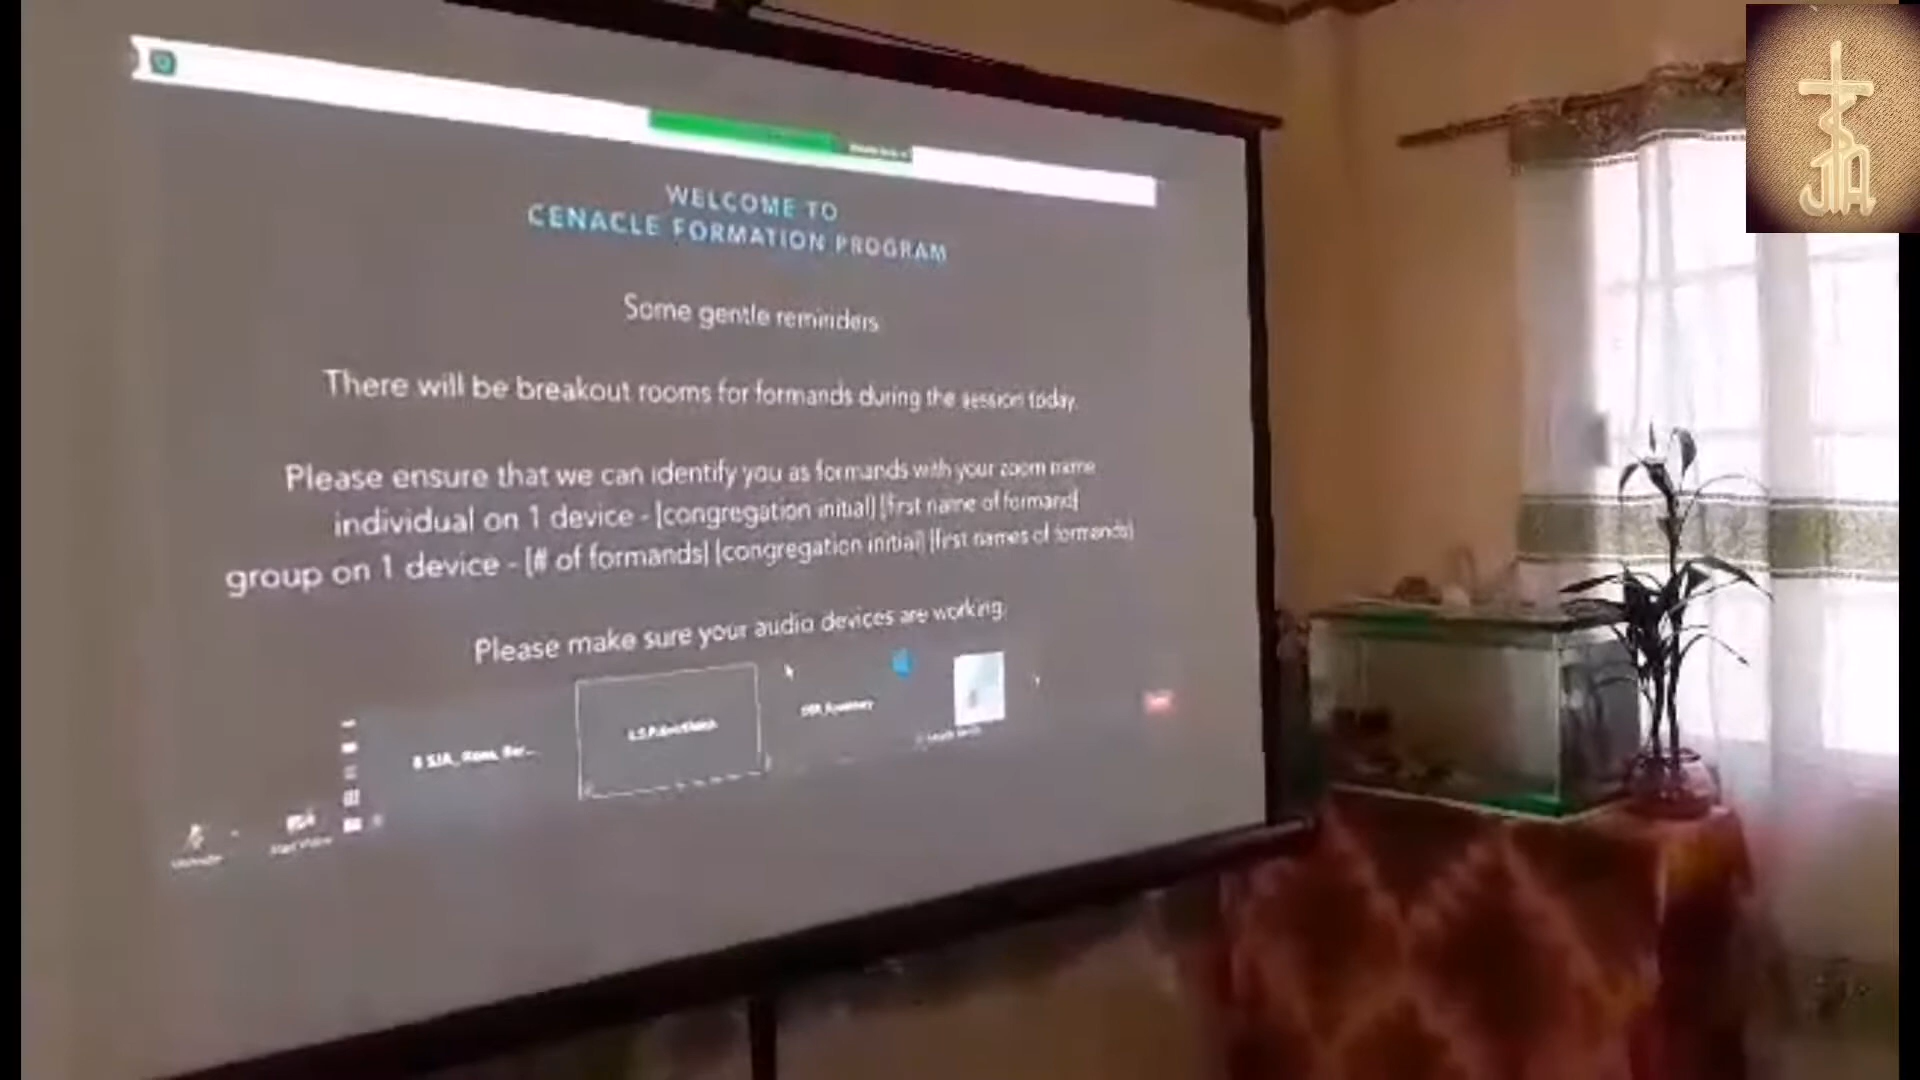 WELCOME TO
CENACLE FORMATION PROGRAM
Some gentle reminders
There will be breakout rooms for formands during the session today.
Please ensure that we can identify you as formands with your zoom name
individual on 1 device - [congregation initial] [first name of formand]
group on 1 device - [# of formands] [congregation initial] [first names of formands]
Please make sure your audio devices are working.
8 SJA_
SJA